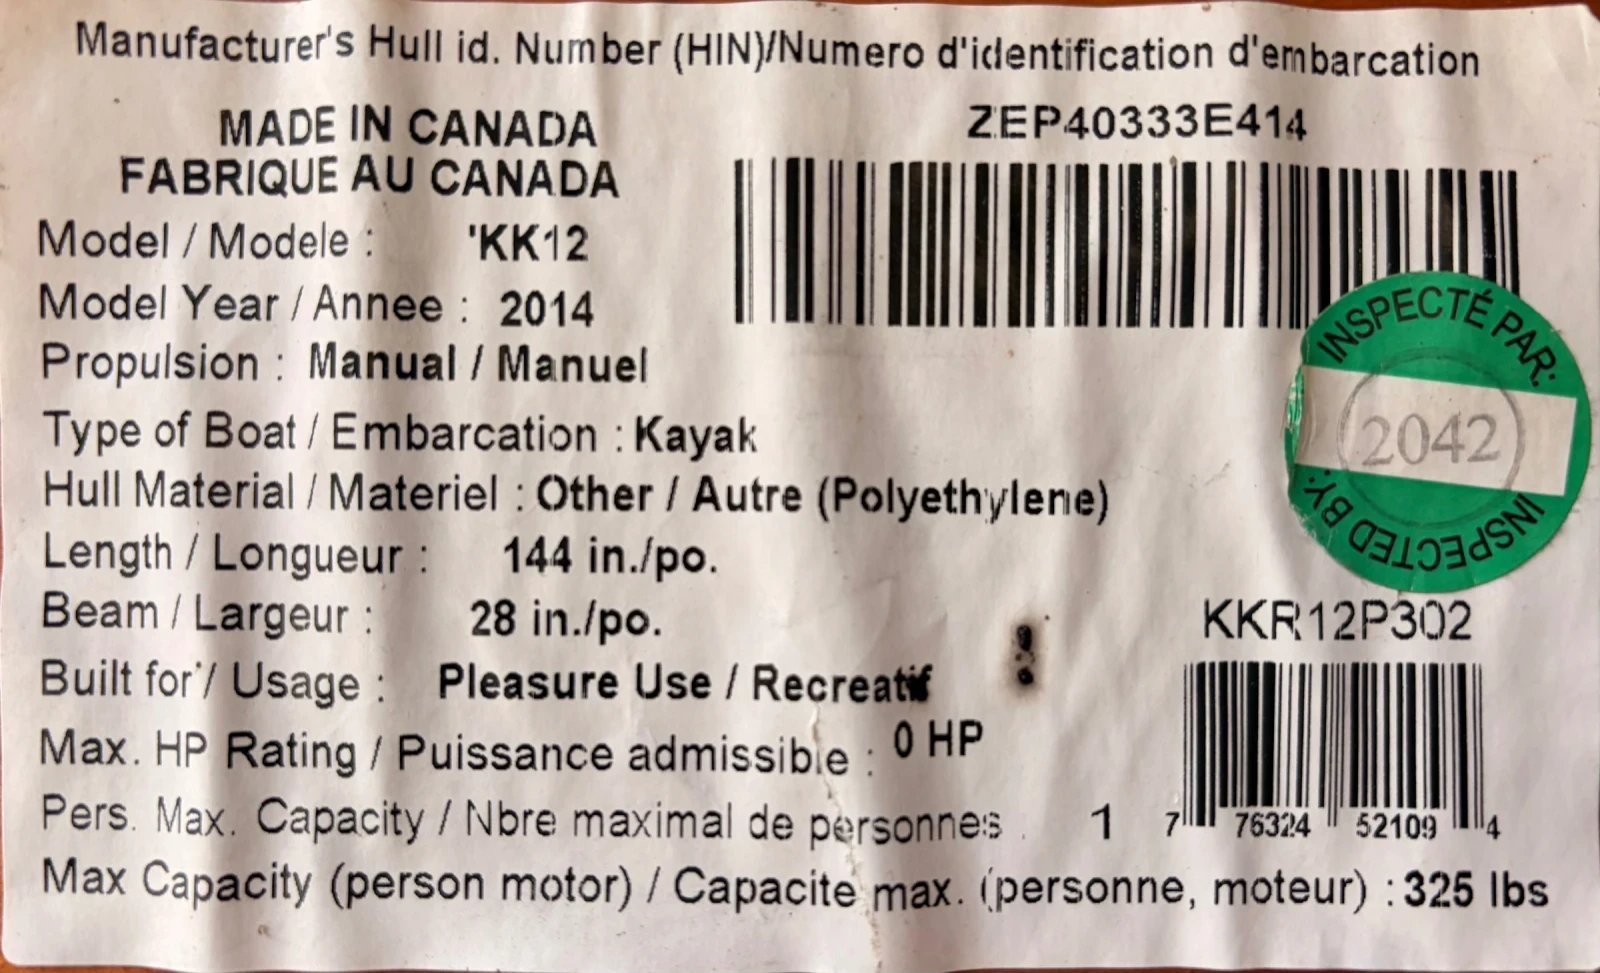 Manufacturer's Hull id. Number (HIN)/Numero d'identification d'embarcation
MADE IN CANADA
FABRIQUE AU CANADA
ZEP40333E414
Model / Modele : 'KK12
Model Year / Annee : 2014
Propulsion : Manual / Manuel
Type of Boat / Embarcation : Kayak
Hull Material / Materiel : Other / Autre (Polyethylene)
Length / Longueur : 144 in./po.
Beam / Largeur : 28 in./po.
Built for / Usage : Pleasure Use / Recreatif
Max. HP Rating / Puissance admissible : 0 HP
Pers. Max. Capacity / Nbre maximal de personnes . 1
Max Capacity (person motor) / Capacite max. (personne, moteur) : 325 lbs
INSPECTÉ PAR:
2042
INSPECTED BY:
KKR12P302
7 76324 52109 4